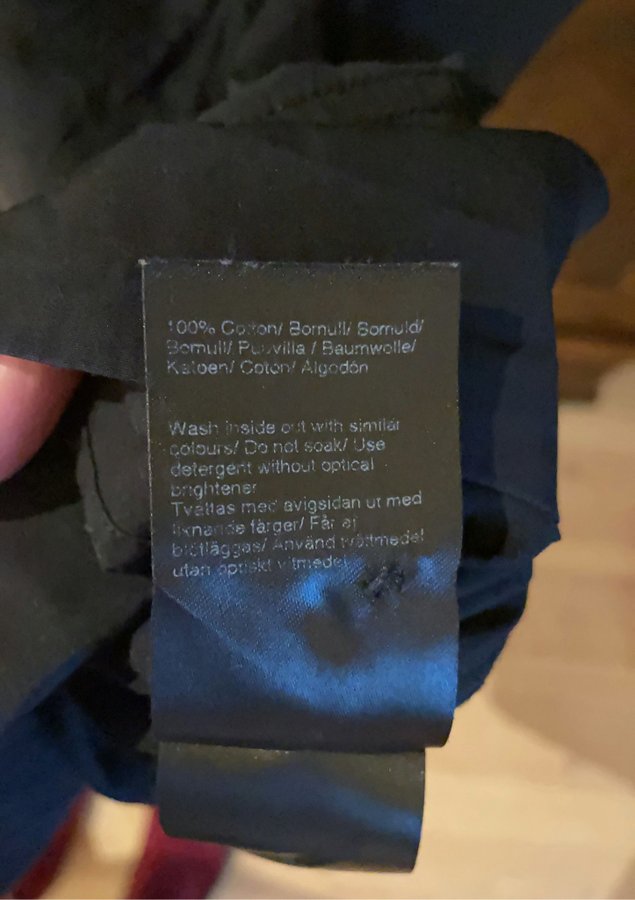 100% Cotton/ Bomull/ Bomuld/
Bomull/ Puuvilla / Baumwolle/
Katoen/ Coton/ Algodón
Wash inside out with similar
colours/ Do not soak/ Use
detergent without optical
brightener
Tvättas med avigsidan ut med
liknande färger/ Får ej
blötläggas/ Använd tvättmedel
utan optiskt vitmedel